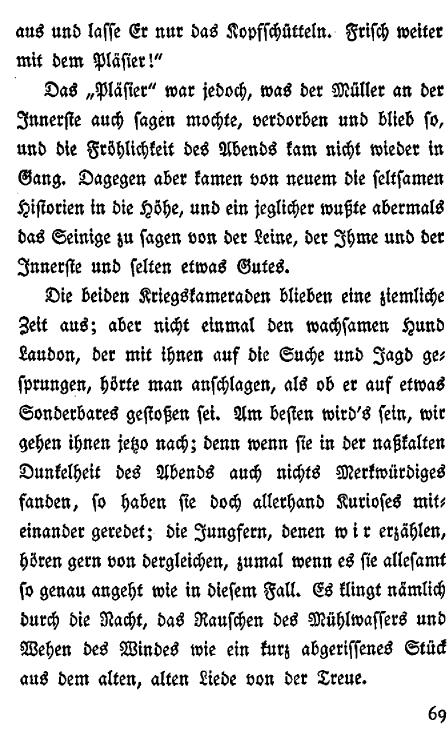 aus und laſſe Er nur das Kopfſchütteln. Friſch weiter
mit dem Pläſier!“
Das „Pläſier“ war jedoch, was der Müller an der
Innerſte auch ſagen mochte, verdorben und blieb ſo,
und die Fröhlichkeit des Abends kam nicht wieder in
Gang. Dagegen aber kamen von neuem die ſeltſamen
Hiſtorien in die Höhe, und ein jeglicher wußte abermals
das Seinige zu ſagen von der Leine, der Ihme und der
Innerſte und ſelten etwas Gutes.
Die beiden Kriegskameraden blieben eine ziemliche
Zeit aus; aber nicht einmal den wachſamen Hund
Laudon, der mit ihnen auf die Suche und Jagd ge⸗
ſprungen, hörte man anſchlagen, als ob er auf etwas
Sonderbares geſtoßen ſei. Am beſten wird's ſein, wir
gehen ihnen jetzo nach; denn wenn ſie in der naßkalten
Dunkelheit des Abends auch nichts Merkwürdiges
fanden, ſo haben ſie doch allerhand Kurioſes mit⸗
einander geredet; die Jungfern, denen wir erzählen,
hören gern von dergleichen, zumal wenn es ſie alleſamt
ſo genau angeht wie in dieſem Fall. Es klingt nämlich
durch die Nacht, das Rauſchen des Mühlwaſſers und
Wehen des Windes wie ein kurz abgeriſſenes Stück
aus dem alten, alten Liede von der Treue.
69